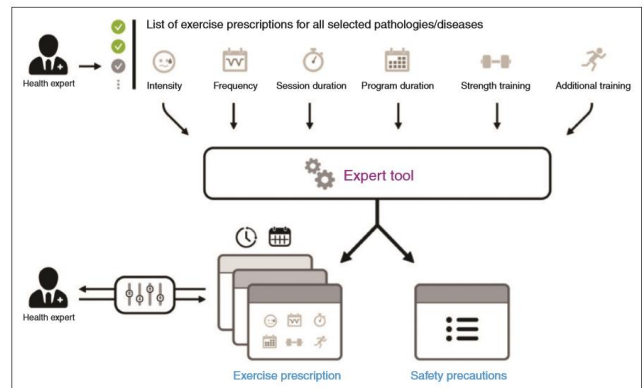 List of exercise prescriptions for all selected pathologies/diseases
Health expert
Intensity
Frequency
Session duration
Program duration
Strength training
Additional training
Expert tool
Health expert
Exercise prescription
Safety precautions